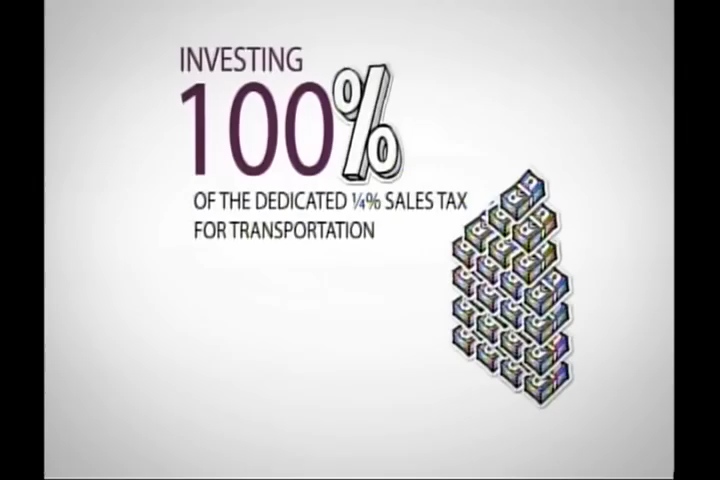 INVESTING
100%
OF THE DEDICATED ¼% SALES TAX
FOR TRANSPORTATION